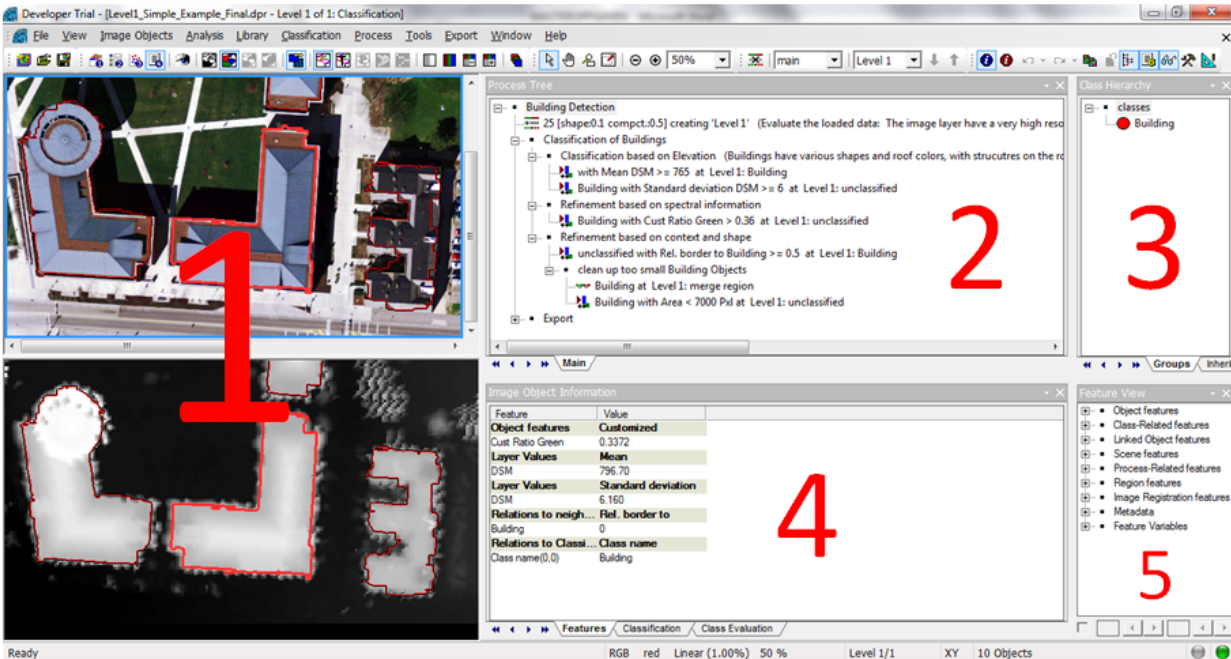 Developer Trial - [Level1_Simple_Example_Final.dpr - Level 1 of 1: Classification]
File View Image Objects Analysis Library Classification Process Tools Export Window Help
50% main Level 1
Process Tree
Building Detection
25 [shape:0.1 compct.:0.5] creating 'Level 1' (Evaluate the loaded data: The image layer have a very high reso
Classification of Buildings
Classification based on Elevation (Buildings have various shapes and roof colors, with strucutres on the ro
with Mean DSM >= 765 at Level 1: Building
Building with Standard deviation DSM >= 6 at Level 1: unclassified
Refinement based on spectral information
Building with Cust Ratio Green > 0.36 at Level 1: unclassified
Refinement based on context and shape
unclassified with Rel. border to Building >= 0.5 at Level 1: Building
clean up too small Building Objects
Building at Level 1: merge region
Building with Area < 7000 Pxl at Level 1: unclassified
Export
Main
Class Hierarchy
classes
Building
Groups Inheri
1
2
3
Image Object Information
Feature Value
Object features Customized
Cust Ratio Green 0.3372
Layer Values Mean
DSM 796.70
Layer Values Standard deviation
DSM 6.160
Relations to neigh... Rel. border to
Building 0
Relations to Classi... Class name
Class name(0,0) Building
Features Classification Class Evaluation
4
Feature View
Object features
Class-Related features
Linked Object features
Scene features
Process-Related features
Region features
Image Registration features
Metadata
Feature Variables
5
Ready RGB red Linear (1.00%) 50 % Level 1/1 XY 10 Objects